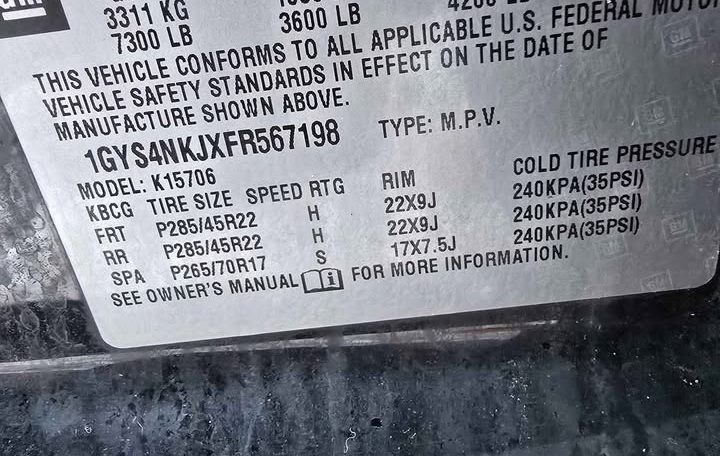 GM
3311 KG
7300 LB 3600 LB
THIS VEHICLE CONFORMS TO ALL APPLICABLE U.S. FEDERAL MOTOR
VEHICLE SAFETY STANDARDS IN EFFECT ON THE DATE OF
MANUFACTURE SHOWN ABOVE.
1GYS4NKJXFR567198 TYPE: M.P.V.
MODEL: K15706
KBCG TIRE SIZE SPEED RTG RIM COLD TIRE PRESSURE
FRT P285/45R22 H 22X9J 240KPA(35PSI)
RR P285/45R22 H 22X9J 240KPA(35PSI)
SPA P265/70R17 S 17X7.5J 240KPA(35PSI)
SEE OWNER'S MANUAL i FOR MORE INFORMATION.